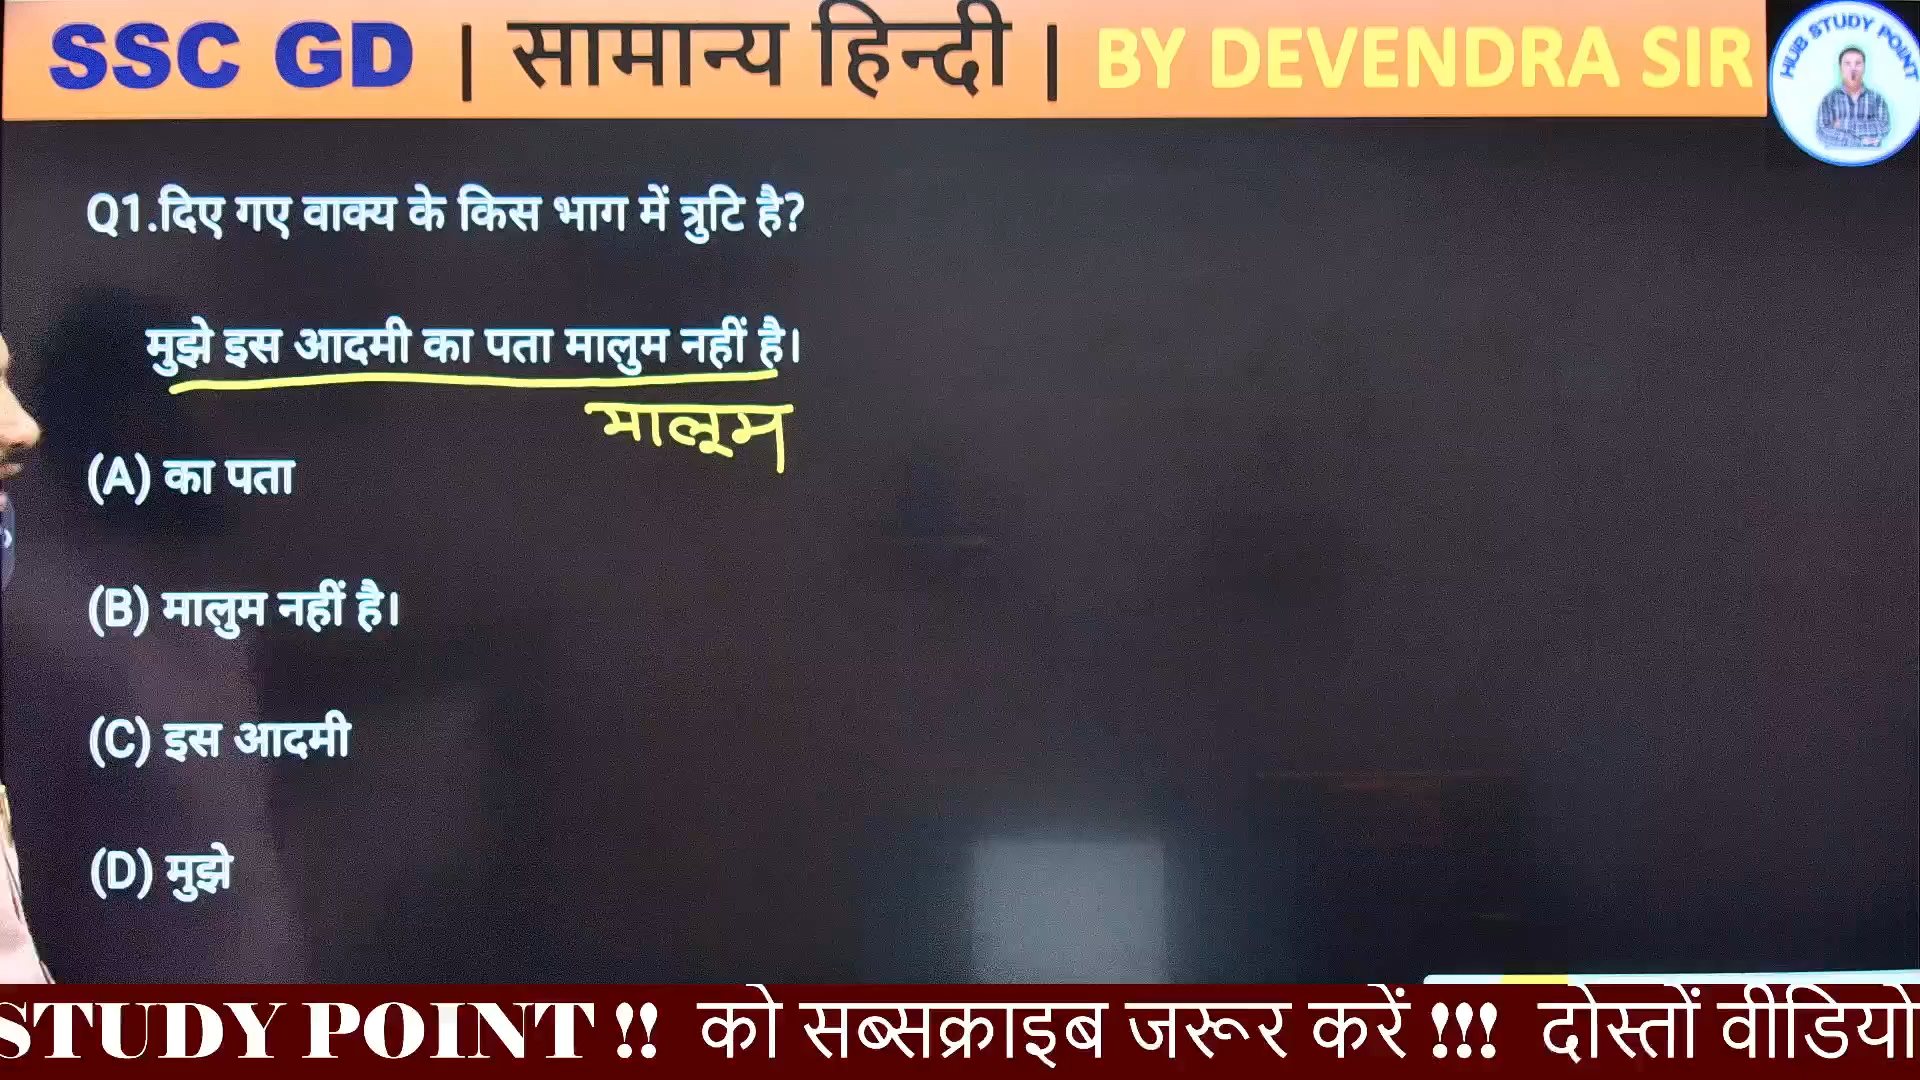 SSC GD | सामान्य हिन्दी | BY DEVENDRA SIR
HUB STUDY POINT
Q1.दिए गए वाक्य के किस भाग में त्रुटि है?
मुझे इस आदमी का पता मालुम नहीं है।
मालूम
(A) का पता
(B) मालुम नहीं है।
(C) इस आदमी
(D) मुझे
STUDY POINT !! को सब्सक्राइब जरूर करें !!! दोस्तों वीडियो